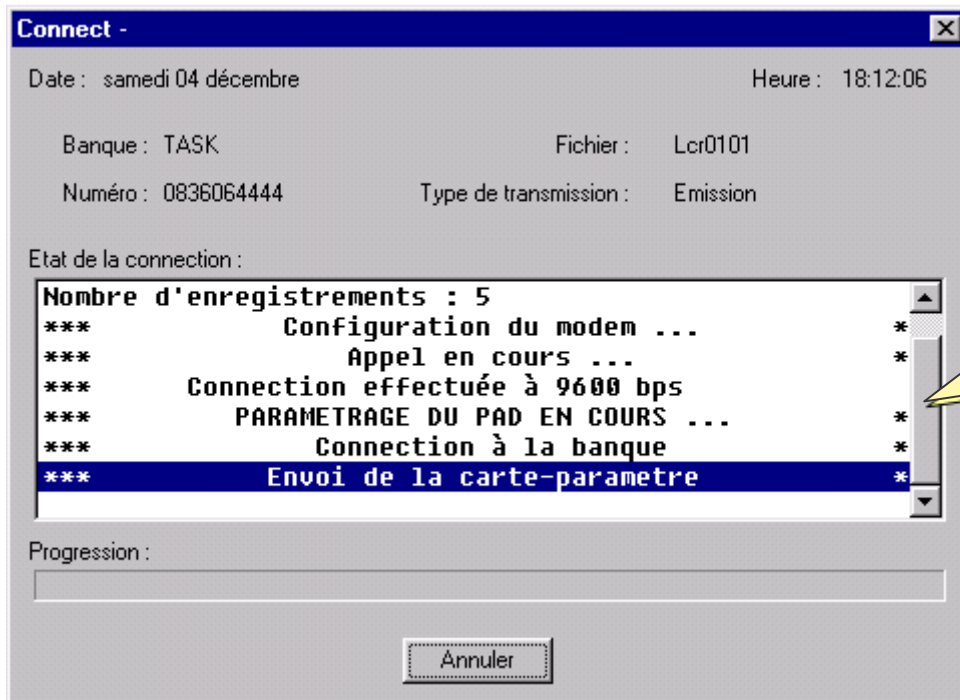 Connect -
Date : samedi 04 décembre Heure : 18:12:06
Banque : TASK Fichier : Lcr0101
Numéro : 0836064444 Type de transmission : Emission
Etat de la connection :
Nombre d'enregistrements : 5
*** Configuration du modem ... *
*** Appel en cours ... *
*** Connection effectuée à 9600 bps
*** PARAMETRAGE DU PAD EN COURS ... *
*** Connection à la banque *
*** Envoi de la carte-parametre *
Progression :
Annuler